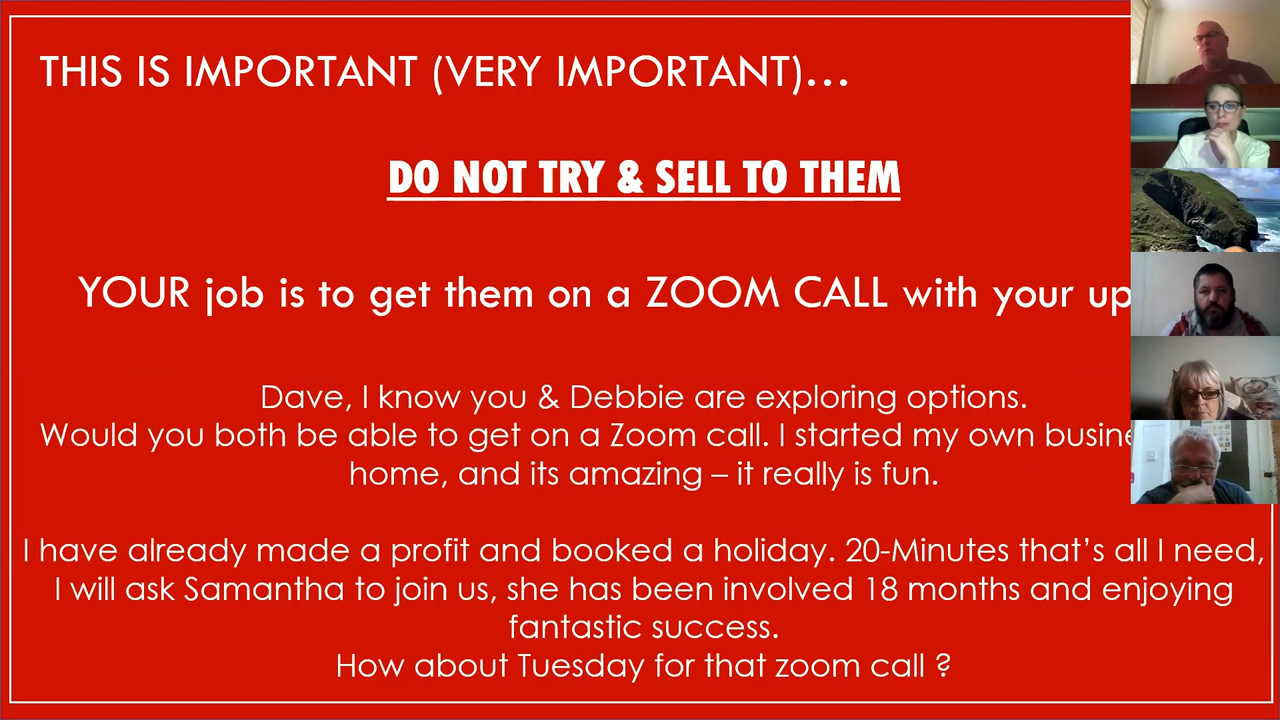 THIS IS IMPORTANT (VERY IMPORTANT)...
DO NOT TRY & SELL TO THEM
YOUR job is to get them on a ZOOM CALL with your up
Dave, I know you & Debbie are exploring options.
Would you both be able to get on a Zoom call. I started my own busine
home, and its amazing – it really is fun.
I have already made a profit and booked a holiday. 20-Minutes that's all I need,
I will ask Samantha to join us, she has been involved 18 months and enjoying
fantastic success.
How about Tuesday for that zoom call ?